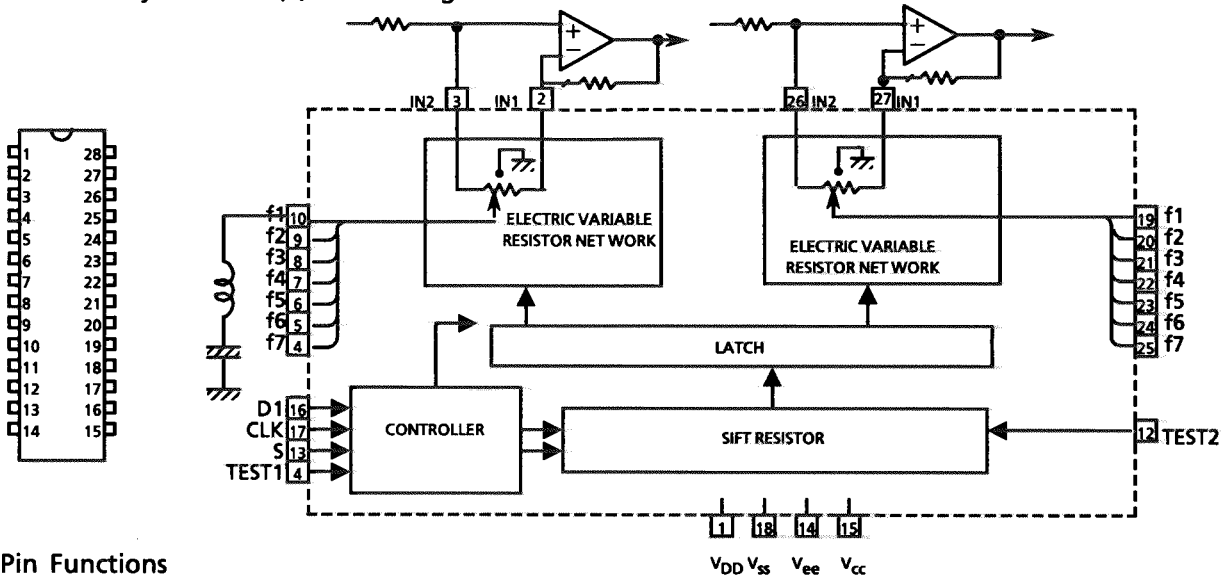 IN2 3 IN1 2
26 IN2 27 IN1
+
−
+
−
1 28
2 27
3 26
4 25
5 24
6 23
7 22
8 21
9 20
10 19
11 18
12 17
13 16
14 15
f1 10
f2 9
f3 8
f4 7
f5 6
f6 5
f7 4
ELECTRIC VARIABLE
RESISTOR NET WORK
ELECTRIC VARIABLE
RESISTOR NET WORK
19 f1
20 f2
21 f3
22 f4
23 f5
24 f6
25 f7
LATCH
D1 16
CLK 17
S 13
TEST1 4
CONTROLLER
SIFT RESISTOR
12 TEST2
1 18 14 15
VDD Vss Vee Vcc
Pin Functions